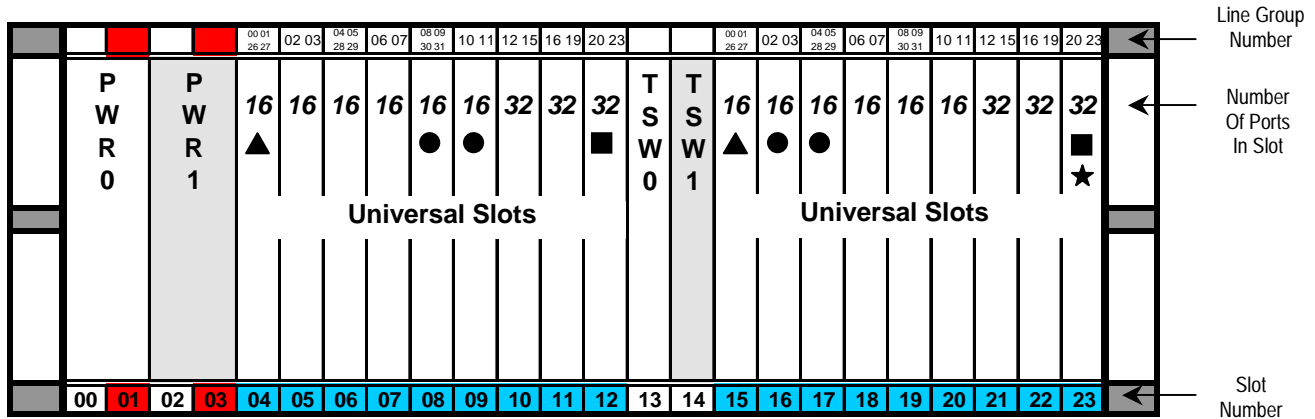 Line Group
Number
00 01 02 03 04 05 06 07 08 09 10 11 12 15 16 19 20 23 00 01 02 03 04 05 06 07 08 09 10 11 12 15 16 19 20 23
26 27 28 29 30 31 26 27 28 29 30 31
PWR0 PWR1 16 16 16 16 16 16 32 32 32 TSW0 TSW1 16 16 16 16 16 16 32 32 32
Number
Of Ports
In Slot
Universal Slots Universal Slots
00 01 02 03 04 05 06 07 08 09 10 11 12 13 14 15 16 17 18 19 20 21 22 23
Slot
Number